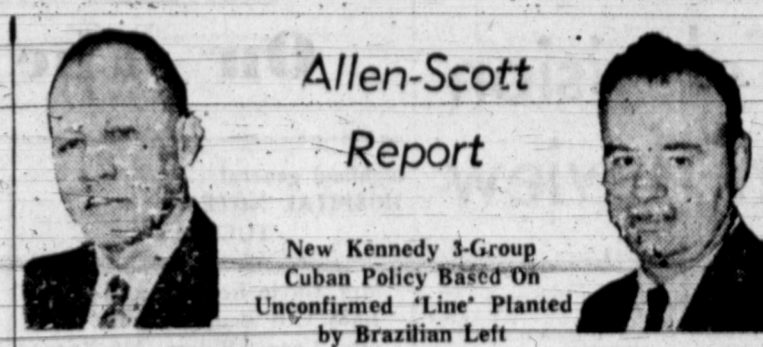 Allen-Scott
Report
New Kennedy 3-Group
Cuban Policy Based On
Unconfirmed 'Line' Planted
by Brazilian Left